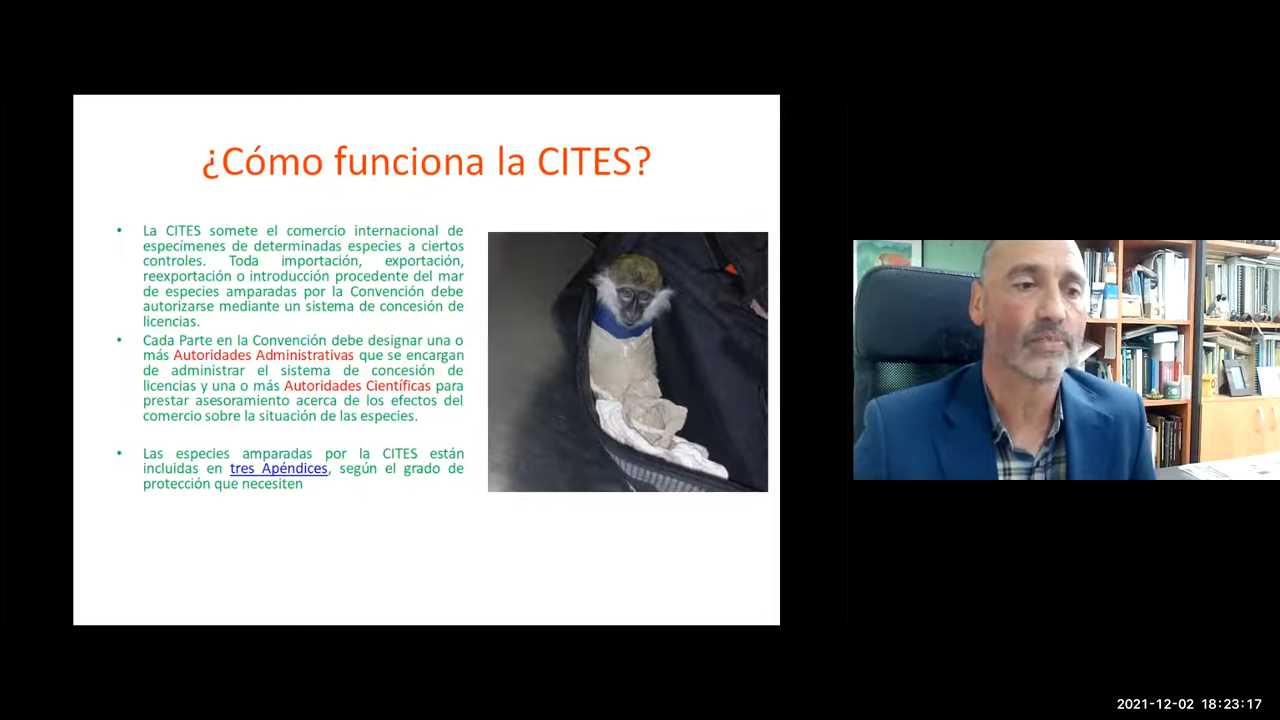 ¿Cómo funciona la CITES?
• La CITES somete el comercio internacional de
especímenes de determinadas especies a ciertos
controles. Toda importación, exportación,
reexportación o introducción procedente del mar
de especies amparadas por la Convención debe
autorizarse mediante un sistema de concesión de
licencias.
• Cada Parte en la Convención debe designar una o
más Autoridades Administrativas que se encargan
de administrar el sistema de concesión de
licencias y una o más Autoridades Científicas para
prestar asesoramiento acerca de los efectos del
comercio sobre la situación de las especies.
• Las especies amparadas por la CITES están
incluidas en tres Apéndices, según el grado de
protección que necesiten
2021-12-02 18:23:17